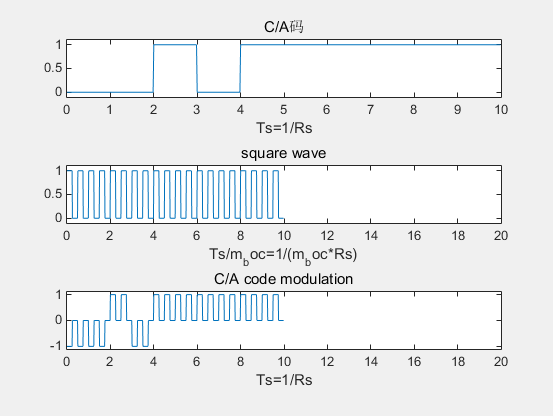 C/A码
1
0.5
0
0 1 2 3 4 5 6 7 8 9 10
Ts=1/Rs
square wave
1
0.5
0
0 2 4 6 8 10 12 14 16 18 20
Ts/m_boc=1/(m_boc*Rs)
C/A code modulation
1
0
-1
0 2 4 6 8 10 12 14 16 18 20
Ts=1/Rs